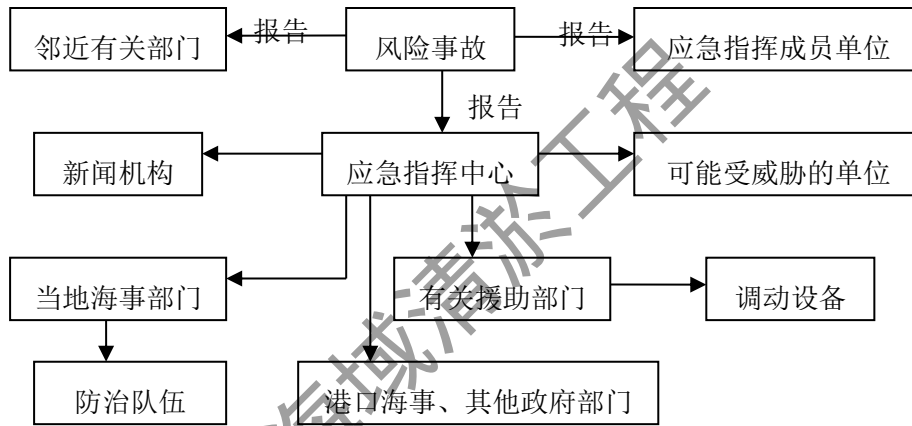 邻近有关部门
报告
风险事故
报告
应急指挥成员单位
报告
新闻机构
应急指挥中心
可能受威胁的单位
当地海事部门
有关援助部门
调动设备
防治队伍
港口海事、其他政府部门
海域清淤工程